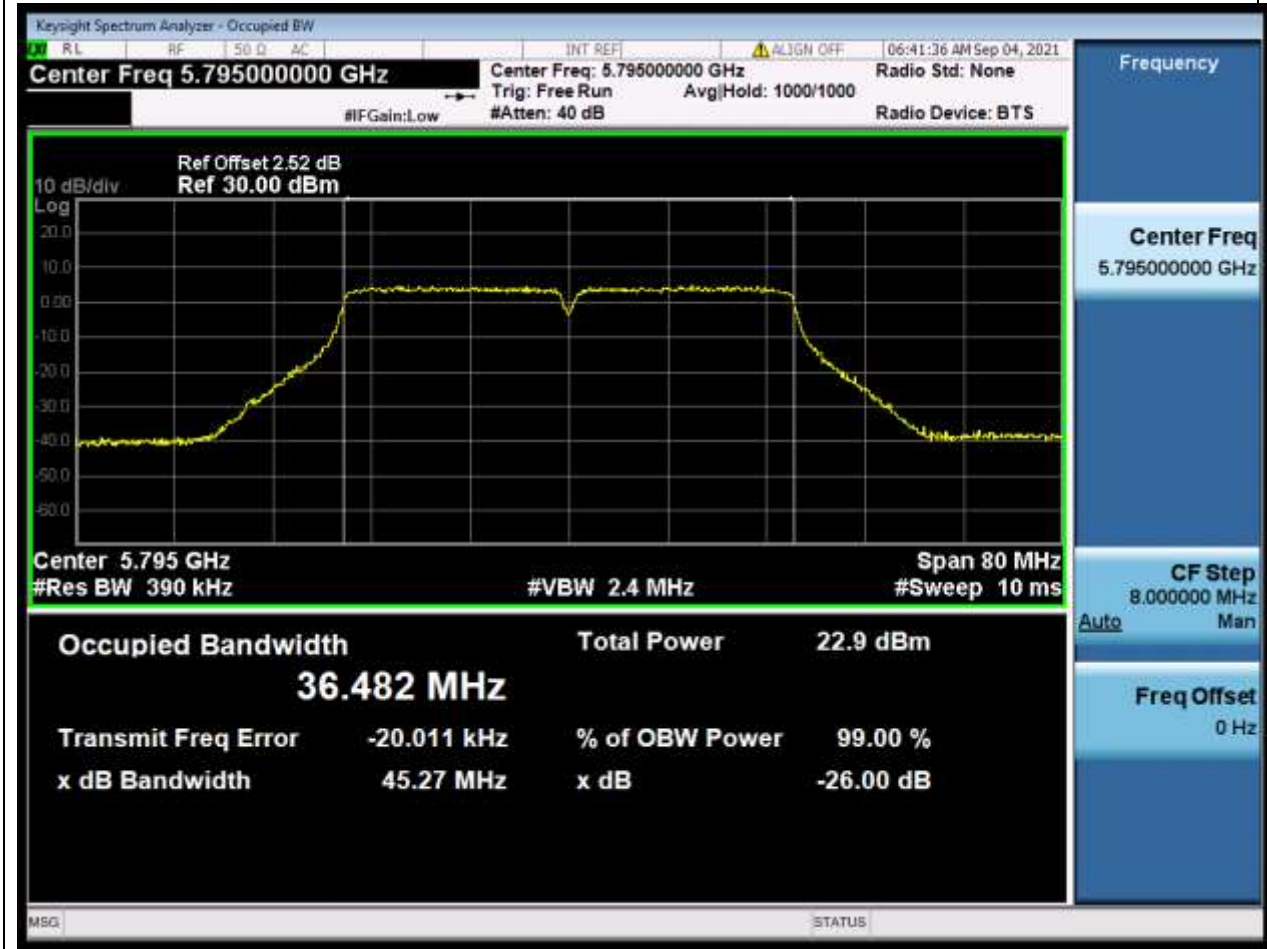 Keysight Spectrum Analyzer - Occupied BW
LXI RL RF 50 Ω AC INT REF ALIGN OFF 06:41:36 AM Sep 04, 2021
Center Freq 5.795000000 GHz Center Freq: 5.795000000 GHz Radio Std: None
Trig: Free Run Avg|Hold: 1000/1000
#IFGain:Low #Atten: 40 dB Radio Device: BTS
Ref Offset 2.52 dB
10 dB/div Ref 30.00 dBm
Log
20.0
10.0
0.00
-10.0
-20.0
-30.0
-40.0
-50.0
-60.0
Center 5.795 GHz Span 80 MHz
#Res BW 390 kHz #VBW 2.4 MHz #Sweep 10 ms
Occupied Bandwidth Total Power 22.9 dBm
36.482 MHz
Transmit Freq Error -20.011 kHz % of OBW Power 99.00 %
x dB Bandwidth 45.27 MHz x dB -26.00 dB
MSG STATUS
Frequency
Center Freq
5.795000000 GHz
CF Step
8.000000 MHz
Auto Man
Freq Offset
0 Hz